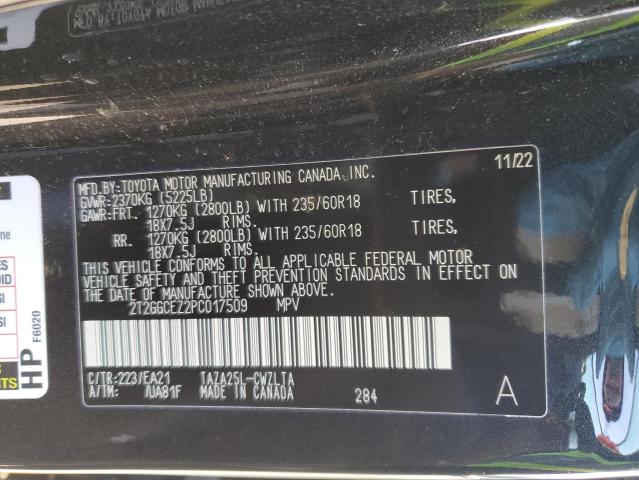 11/22
MFD.BY:TOYOTA MOTOR MANUFACTURING CANADA,INC.
GVWR:2370KG (5225LB)
GAWR:FRT. 1270KG (2800LB) WITH 235/60R18 TIRES,
18X7.5J RIMS.
RR. 1270KG (2800LB) WITH 235/60R18 TIRES,
18X7.5J RIMS.
THIS VEHICLE CONFORMS TO ALL APPLICABLE FEDERAL MOTOR
VEHICLE SAFETY AND THEFT PREVENTION STANDARDS IN EFFECT ON
THE DATE OF MANUFACTURE SHOWN ABOVE.
2T2GGCEZ2PC017509 MPV
C/TR:223/EA21 TAZA25L-CWZLTA
A/TM: /UA81F MADE IN CANADA 284 A
HP
F6020